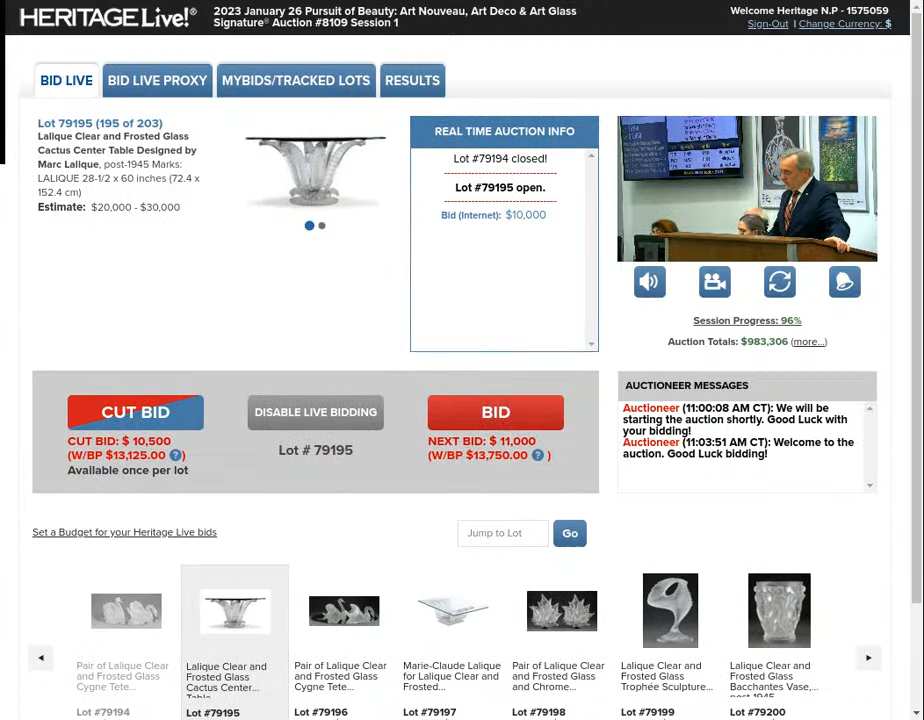 HERITAGE Live!®
2023 January 26 Pursuit of Beauty: Art Nouveau, Art Deco & Art Glass
Signature® Auction #8109 Session 1
Welcome Heritage N.P - 1575059
Sign-Out | Change Currency: $
BID LIVE
BID LIVE PROXY
MYBIDS/TRACKED LOTS
RESULTS
Lot 79195 (195 of 203)
Lalique Clear and Frosted Glass
Cactus Center Table Designed by
Marc Lalique, post-1945 Marks:
LALIQUE 28-1/2 x 60 inches (72.4 x
152.4 cm)
Estimate: $20,000 - $30,000
REAL TIME AUCTION INFO
Lot #79194 closed!
Lot #79195 open.
Bid (Internet): $10,000
Session Progress: 96%
Auction Totals: $983,306 (more...)
CUT BID
CUT BID: $ 10,500
(W/BP $13,125.00 ?)
Available once per lot
DISABLE LIVE BIDDING
Lot # 79195
BID
NEXT BID: $ 11,000
(W/BP $13,750.00 ? )
AUCTIONEER MESSAGES
Auctioneer (11:00:08 AM CT): We will be
starting the auction shortly. Good Luck with
your bidding!
Auctioneer (11:03:51 AM CT): Welcome to the
auction. Good Luck bidding!
Set a Budget for your Heritage Live bids
Jump to Lot
Go
Pair of Lalique Clear
and Frosted Glass
Cygne Tete...
Lot #79194
Lalique Clear and
Frosted Glass
Cactus Center...
Table
Lot #79195
Pair of Lalique Clear
and Frosted Glass
Cygne Tete...
Lot #79196
Marie-Claude Lalique
for Lalique Clear and
Frosted...
Lot #79197
Pair of Lalique Clear
and Frosted Glass
and Chrome...
Lot #79198
Lalique Clear and
Frosted Glass
Trophée Sculpture...
Lot #79199
Lalique Clear and
Frosted Glass
Bacchantes Vase,...
post-1945
Lot #79200